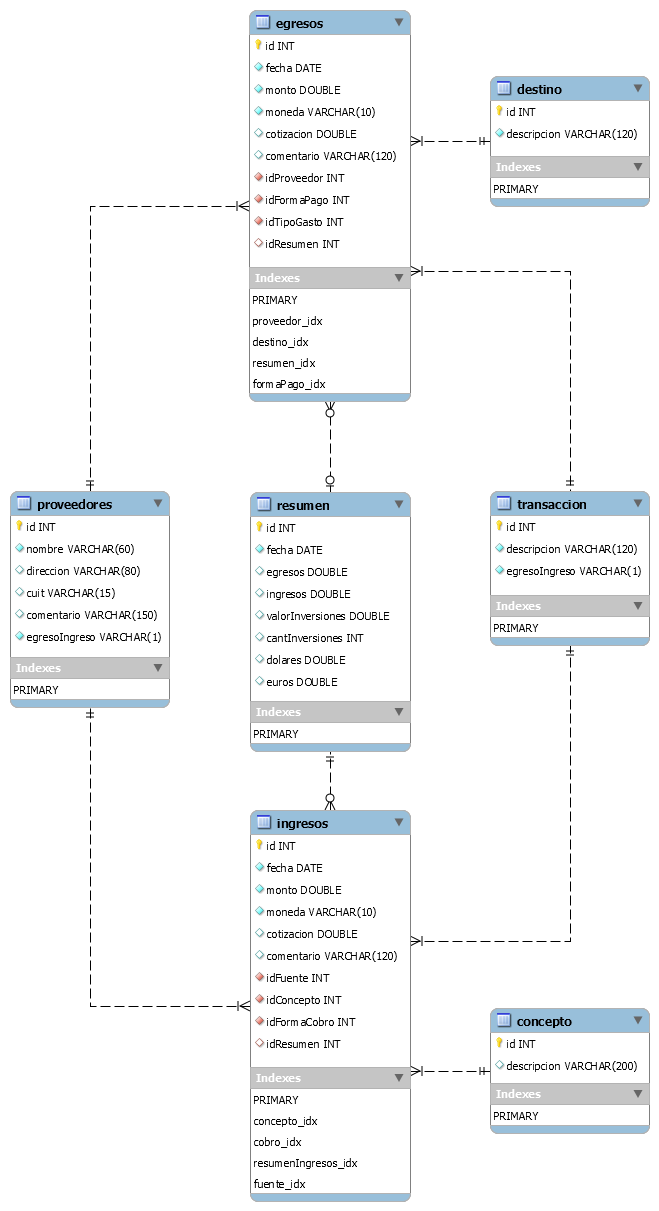 egresos
id INT
fecha DATE
monto DOUBLE
moneda VARCHAR(10)
cotizacion DOUBLE
comentario VARCHAR(120)
idProveedor INT
idFormaPago INT
idTipoGasto INT
idResumen INT
Indexes
PRIMARY
proveedor_idx
destino_idx
resumen_idx
formaPago_idx
destino
id INT
descripcion VARCHAR(120)
Indexes
PRIMARY
proveedores
id INT
nombre VARCHAR(60)
direccion VARCHAR(80)
cuit VARCHAR(15)
comentario VARCHAR(150)
egresoIngreso VARCHAR(1)
Indexes
PRIMARY
resumen
id INT
fecha DATE
egresos DOUBLE
ingresos DOUBLE
valorInversiones DOUBLE
cantInversiones INT
dolares DOUBLE
euros DOUBLE
Indexes
PRIMARY
transaccion
id INT
descripcion VARCHAR(120)
egresoIngreso VARCHAR(1)
Indexes
PRIMARY
ingresos
id INT
fecha DATE
monto DOUBLE
moneda VARCHAR(10)
cotizacion DOUBLE
comentario VARCHAR(120)
idFuente INT
idConcepto INT
idFormaCobro INT
idResumen INT
Indexes
PRIMARY
concepto_idx
cobro_idx
resumenIngresos_idx
fuente_idx
concepto
id INT
descripcion VARCHAR(200)
Indexes
PRIMARY